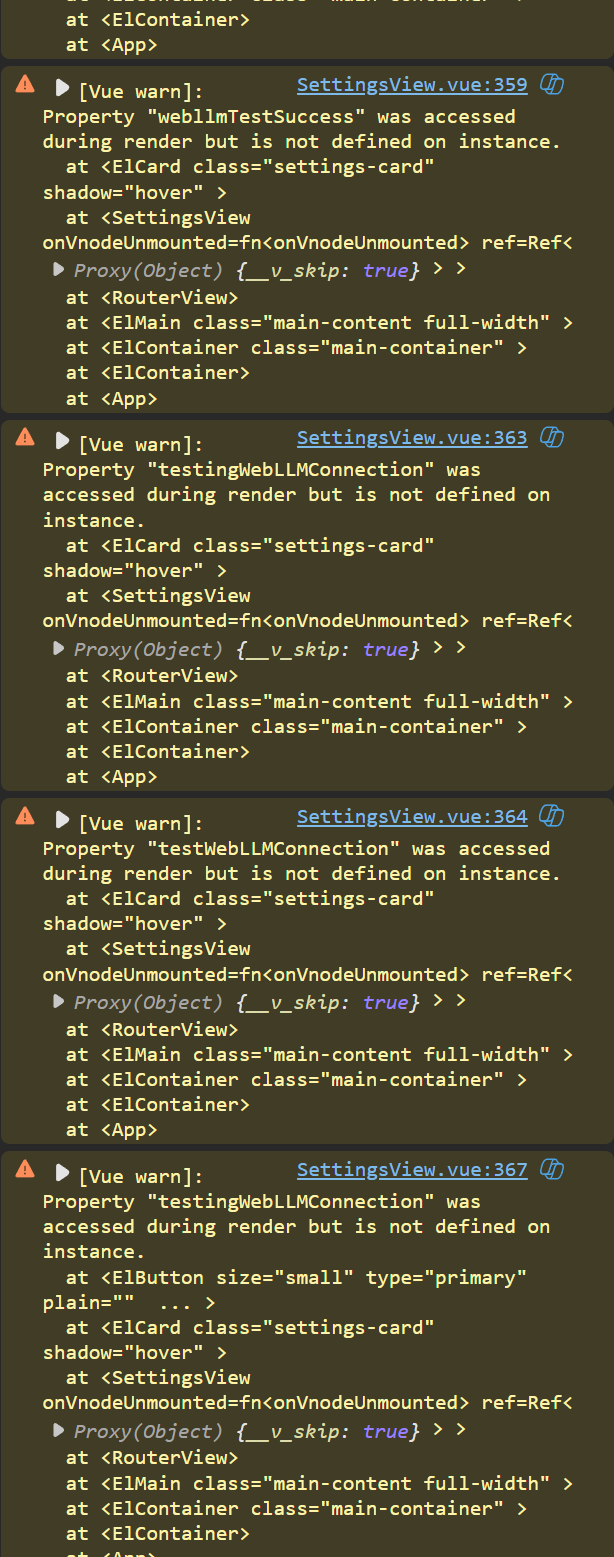 at <ElContainer>
at <App>
[Vue warn]: SettingsView.vue:359
Property "webllmTestSuccess" was accessed
during render but is not defined on instance.
at <ElCard class="settings-card"
shadow="hover" >
at <SettingsView
onVnodeUnmounted=fn<onVnodeUnmounted> ref=Ref<
Proxy(Object) {__v_skip: true} > >
at <RouterView>
at <ElMain class="main-content full-width" >
at <ElContainer class="main-container" >
at <ElContainer>
at <App>
[Vue warn]: SettingsView.vue:363
Property "testingWebLLMConnection" was
accessed during render but is not defined on
instance.
at <ElCard class="settings-card"
shadow="hover" >
at <SettingsView
onVnodeUnmounted=fn<onVnodeUnmounted> ref=Ref<
Proxy(Object) {__v_skip: true} > >
at <RouterView>
at <ElMain class="main-content full-width" >
at <ElContainer class="main-container" >
at <ElContainer>
at <App>
[Vue warn]: SettingsView.vue:364
Property "testWebLLMConnection" was accessed
during render but is not defined on instance.
at <ElCard class="settings-card"
shadow="hover" >
at <SettingsView
onVnodeUnmounted=fn<onVnodeUnmounted> ref=Ref<
Proxy(Object) {__v_skip: true} > >
at <RouterView>
at <ElMain class="main-content full-width" >
at <ElContainer class="main-container" >
at <ElContainer>
at <App>
[Vue warn]: SettingsView.vue:367
Property "testingWebLLMConnection" was
accessed during render but is not defined on
instance.
at <ElButton size="small" type="primary"
plain="" ... >
at <ElCard class="settings-card"
shadow="hover" >
at <SettingsView
onVnodeUnmounted=fn<onVnodeUnmounted> ref=Ref<
Proxy(Object) {__v_skip: true} > >
at <RouterView>
at <ElMain class="main-content full-width" >
at <ElContainer class="main-container" >
at <ElContainer>